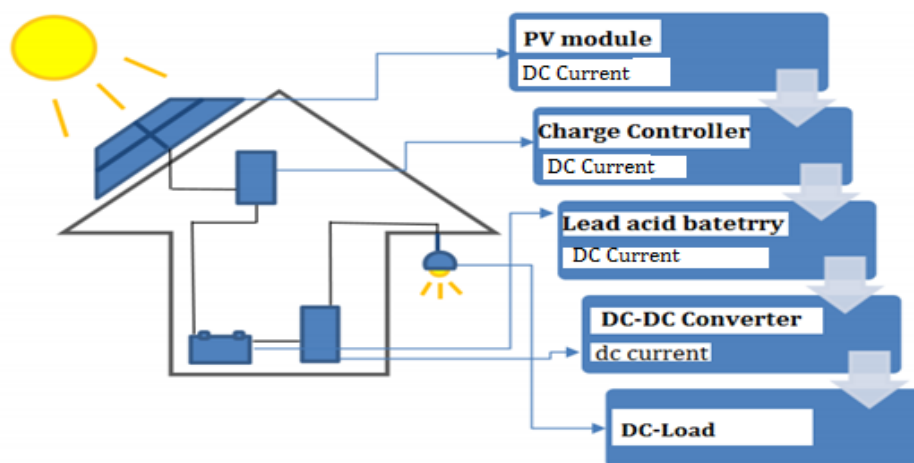 PV module
DC Current
Charge Controller
DC Current
Lead acid batetrry
DC Current
DC-DC Converter
dc current
DC-Load